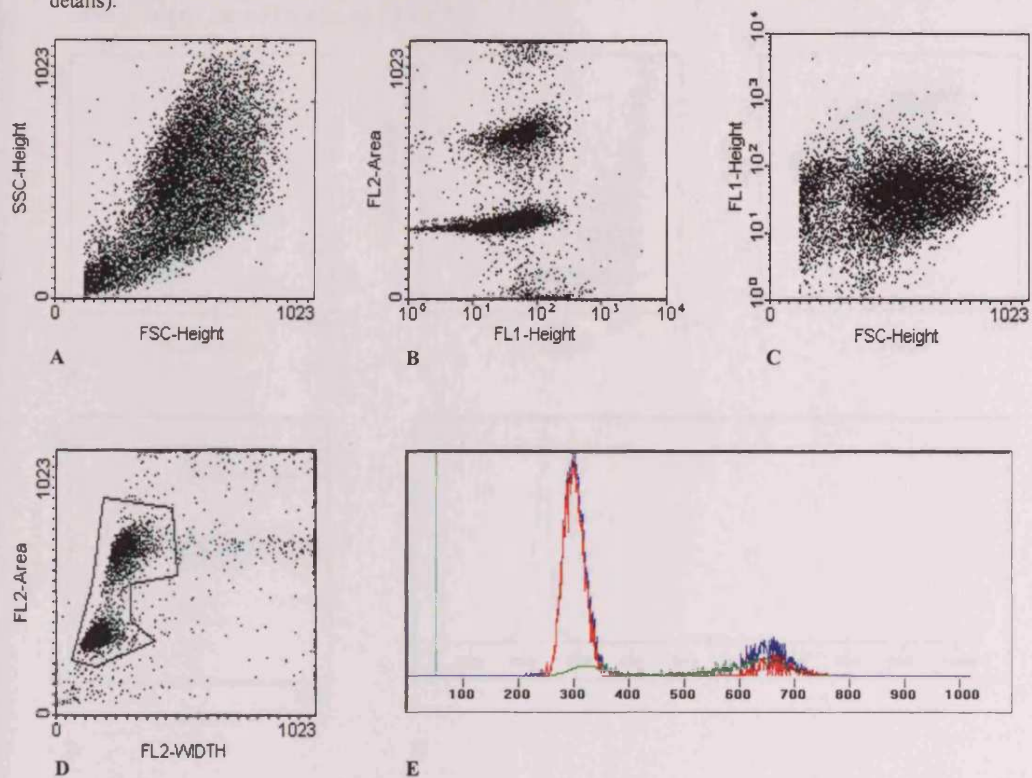 details).
1023
SSC-Height
0
0
1023
FSC-Height
A
1023
FL2-Area
0
10⁰
10¹
10²
10³
10⁴
FL1-Height
B
10⁴
10³
FL1-Height
10²
10¹
10⁰
0
1023
FSC-Height
C
1023
FL2-Area
0
0
1023
FL2-WIDTH
D
100 200 300 400 500 600 700 800 900 1000
E